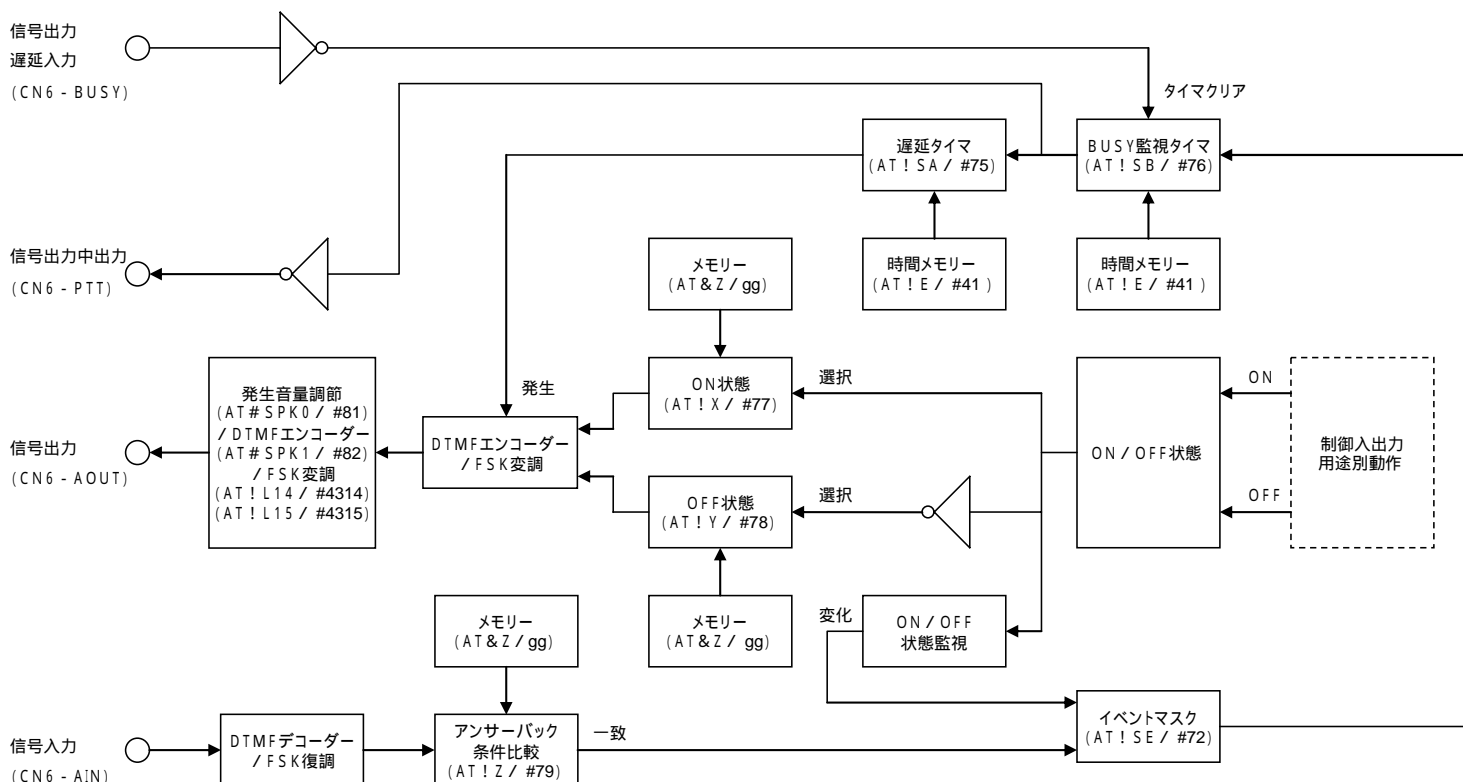 信号出力
遅延入力
(CN6-BUSY)
タイマクリア
遅延タイマ
(AT!SA/#75)
BUSY監視タイマ
(AT!SB/#76)
信号出力中出力
(CN6-PTT)
メモリー
(AT&Z/gg)
時間メモリー
(AT!E/#41)
時間メモリー
(AT!E/#41)
発生音量調節
(AT#SPK0/#81)
/DTMFエンコーダー
(AT#SPK1/#82)
/FSK変調
(AT!L14/#4314)
(AT!L15/#4315)
発生
ON状態
(AT!X/#77)
選択
ON
信号出力
(CN6-AOUT)
DTMFエンコーダー
/FSK変調
ON/OFF状態
制御入出力
用途別動作
OFF状態
(AT!Y/#78)
選択
OFF
メモリー
(AT&Z/gg)
メモリー
(AT&Z/gg)
変化
ON/OFF
状態監視
信号入力
(CN6-AIN)
DTMFデコーダー
/FSK復調
アンサーバック
条件比較
(AT!Z/#79)
一致
イベントマスク
(AT!SE/#72)